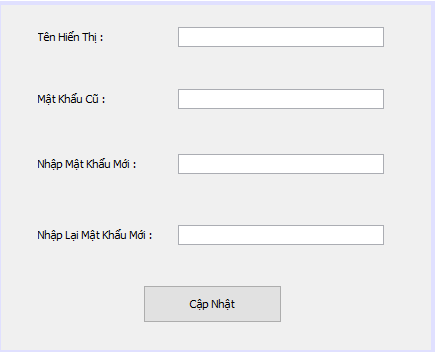 Tên Hiển Thị :
Mật Khẩu Cũ :
Nhập Mật Khẩu Mới :
Nhập Lại Mật Khẩu Mới :
Cập Nhật